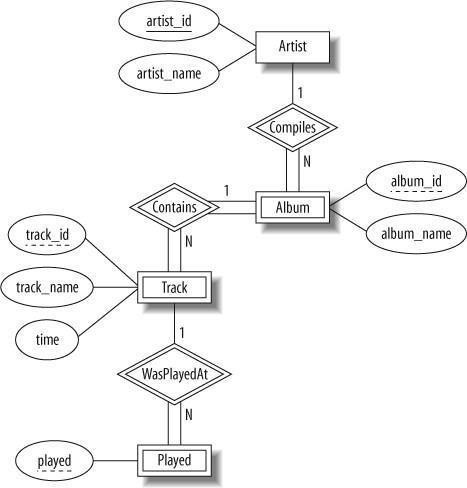 artist_id
Artist
artist_name
1
Compiles
N
album_id
1
Contains
Album
album_name
track_id
N
track_name
Track
time
1
WasPlayedAt
N
played
Played